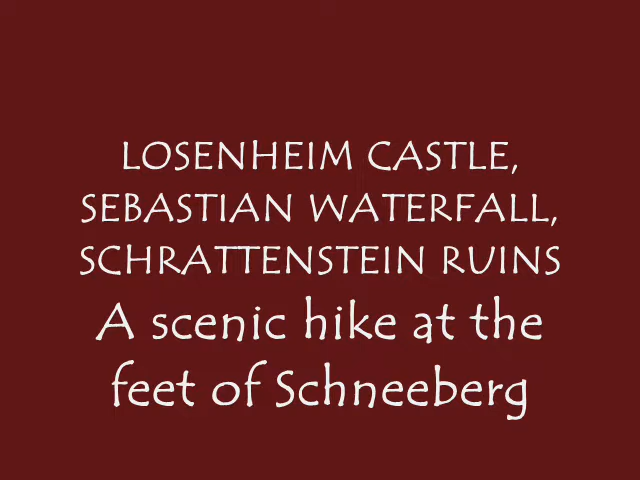 LOSENHEIM CASTLE,
SEBASTIAN WATERFALL,
SCHRATTENSTEIN RUINS
A scenic hike at the
feet of Schneeberg